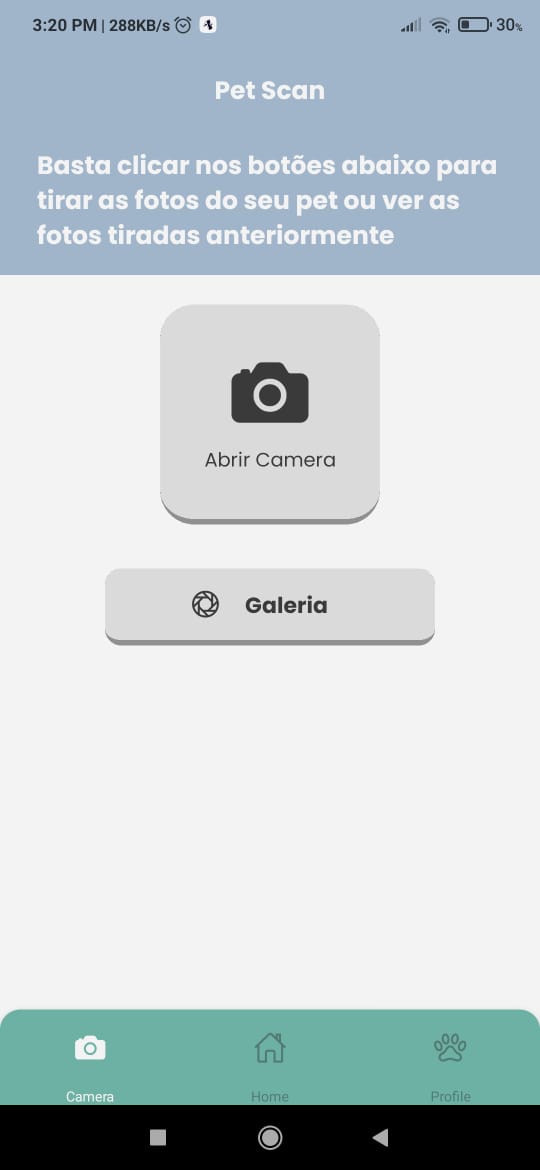 3:20 PM | 288KB/s
30%
Pet Scan
Basta clicar nos botões abaixo para
tirar as fotos do seu pet ou ver as
fotos tiradas anteriormente
Abrir Camera
Galeria
Camera
Home
Profile